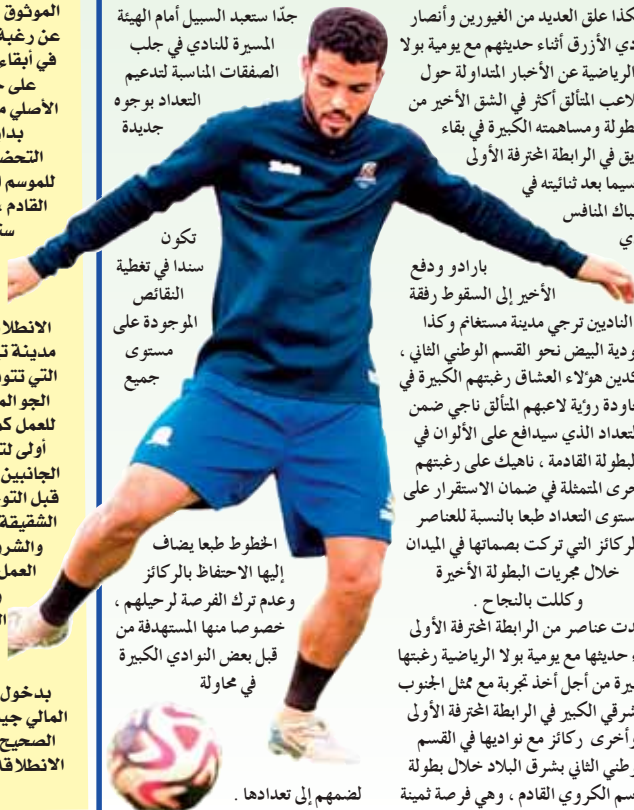 كذا علق العديد من الغيورين وأنصار
دي الأزرق أثناء حديثهم مع يومية بولا
الرياضية عن الأخبار المتداولة حول
لاعب المتألق أكثر في الشق الأخير من
طولة ومساهمته الكبيرة في بقاء
يق في الرابطة المحترفة الأولى
سيما بعد ثنائيته في
باك المنافس
ي
بارادو ودفع
الأخير إلى السقوط رفقة
الناديين ترجي مدينة مستغانم وكذا
ودية البيض نحو القسم الوطني الثاني ،
كدين هؤلاء العشاق رغبتهم الكبيرة في
اودة رؤية لاعبهم المتألق ناجي ضمن
لتعداد الذي سيدافع على الألوان في
لبطولة القادمة ، ناهيك على رغبتهم
خرى المتمثلة في ضمان الاستقرار على
ستوى التعداد طبعا بالنسبة للعناصر
لركائز التي تركت بصماتها في الميدان
خلال مجريات البطولة الأخيرة
وكللت بالنجاح .
دت عناصر من الرابطة المحترفة الأولى
ء حديثها مع يومية بولا الرياضية رغبتها
يرة من أجل أخذ تجربة مع ممثل الجنوب
شرقي الكبير في الرابطة المحترفة الأولى
وأخرى ركائز مع نواديها في القسم
وطني الثاني بشرق البلاد خلال بطولة
سم الكروي القادم ، وهي فرصة ثمينة
جدّا ستعبد السبيل أمام الهيئة
المسيرة للنادي في جلب
الصفقات المناسبة لتدعيم
التعداد بوجوه
جديدة
تكون
سندا في تغطية
النقائص
الموجودة على
مستوى
جميع
الخطوط طبعا يضاف
إليها الاحتفاظ بالركائز
وعدم ترك الفرصة لرحيلهم ،
خصوصا منها المستهدفة من
قبل بعض النوادي الكبيرة
في محاولة
لضمهم إلى تعدادها .
الموثوق
عن رغبة
في أبقاء
على
الأصلي
بدا
التحض
للموسم
القادم
الانطلا
مدينة
التي تتو
الجو الم
للعمل ك
أولى لت
الجانبين
قبل التو
الشقيقة
والشر
العمل
بدخول
المالي جي
الصحيح
الانطلاقة